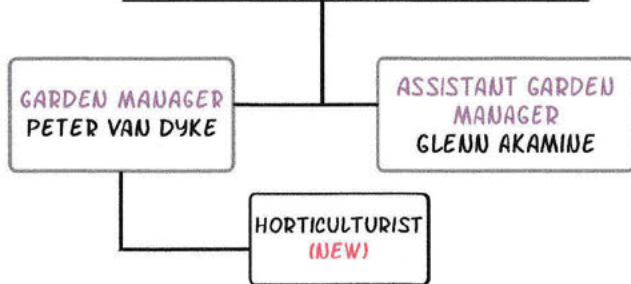 GARDEN MANAGER
PETER VAN DYKE
ASSISTANT GARDEN
MANAGER
GLENN AKAMINE
HORTICULTURIST
(NEW)